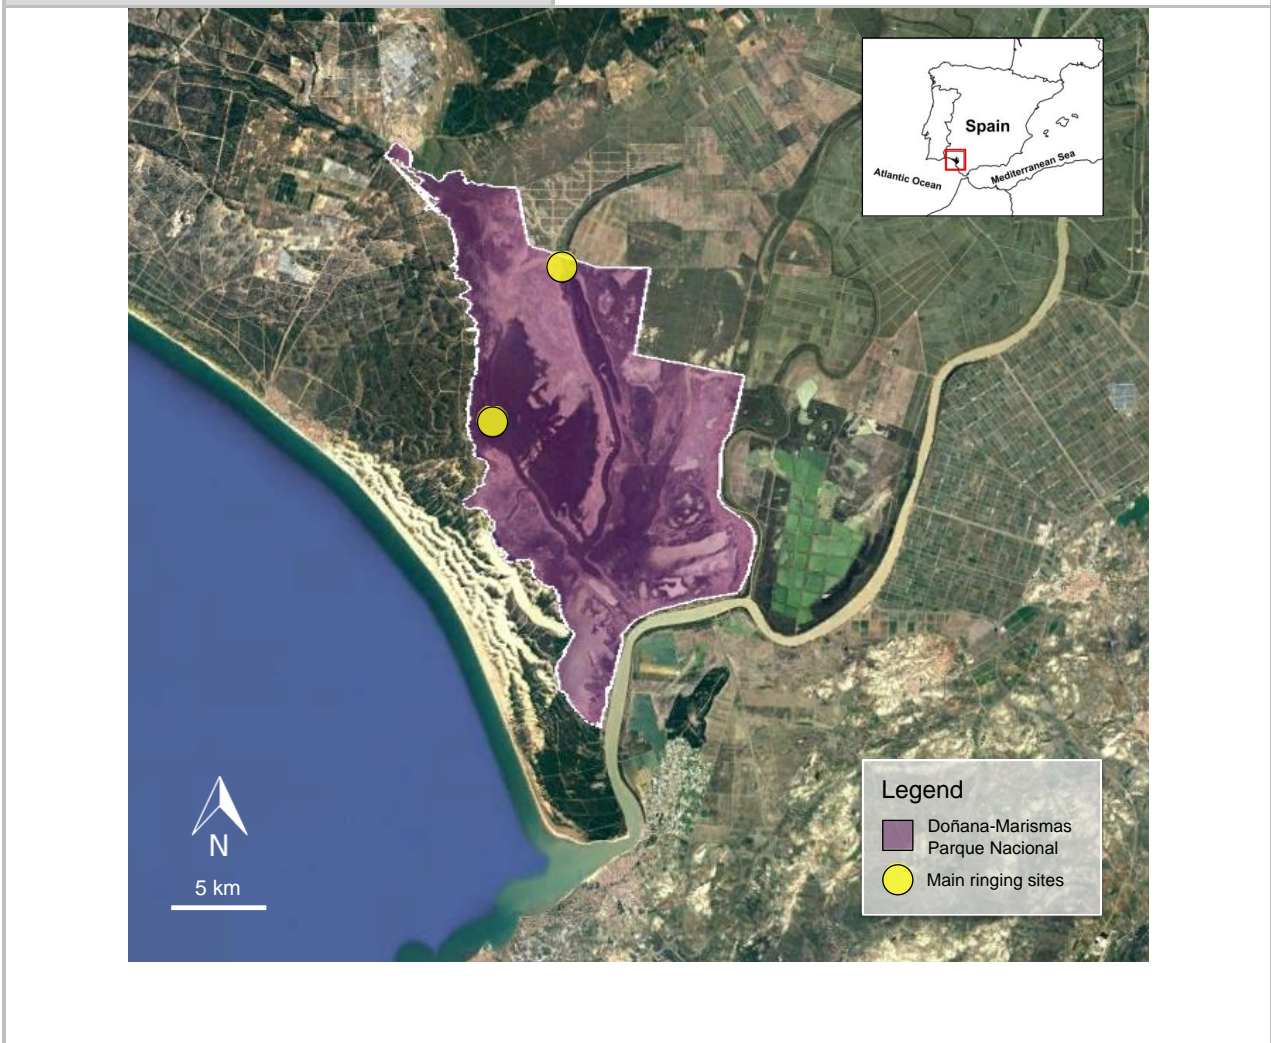 Spain
Atlantic Ocean
Mediterranean Sea
Legend
Doñana-Marismas
Parque Nacional
Main ringing sites
N
5 km